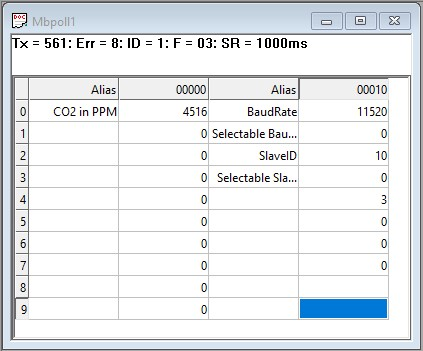 Mbpoll1
Tx = 561: Err = 8: ID = 1: F = 03: SR = 1000ms
Alias 00000 Alias 00010
0 CO2 in PPM 4516 BaudRate 11520
1 0 Selectable Bau... 0
2 0 SlaveID 10
3 0 Selectable Sla... 0
4 0 3
5 0 0
6 0 0
7 0 0
8 0
9 0